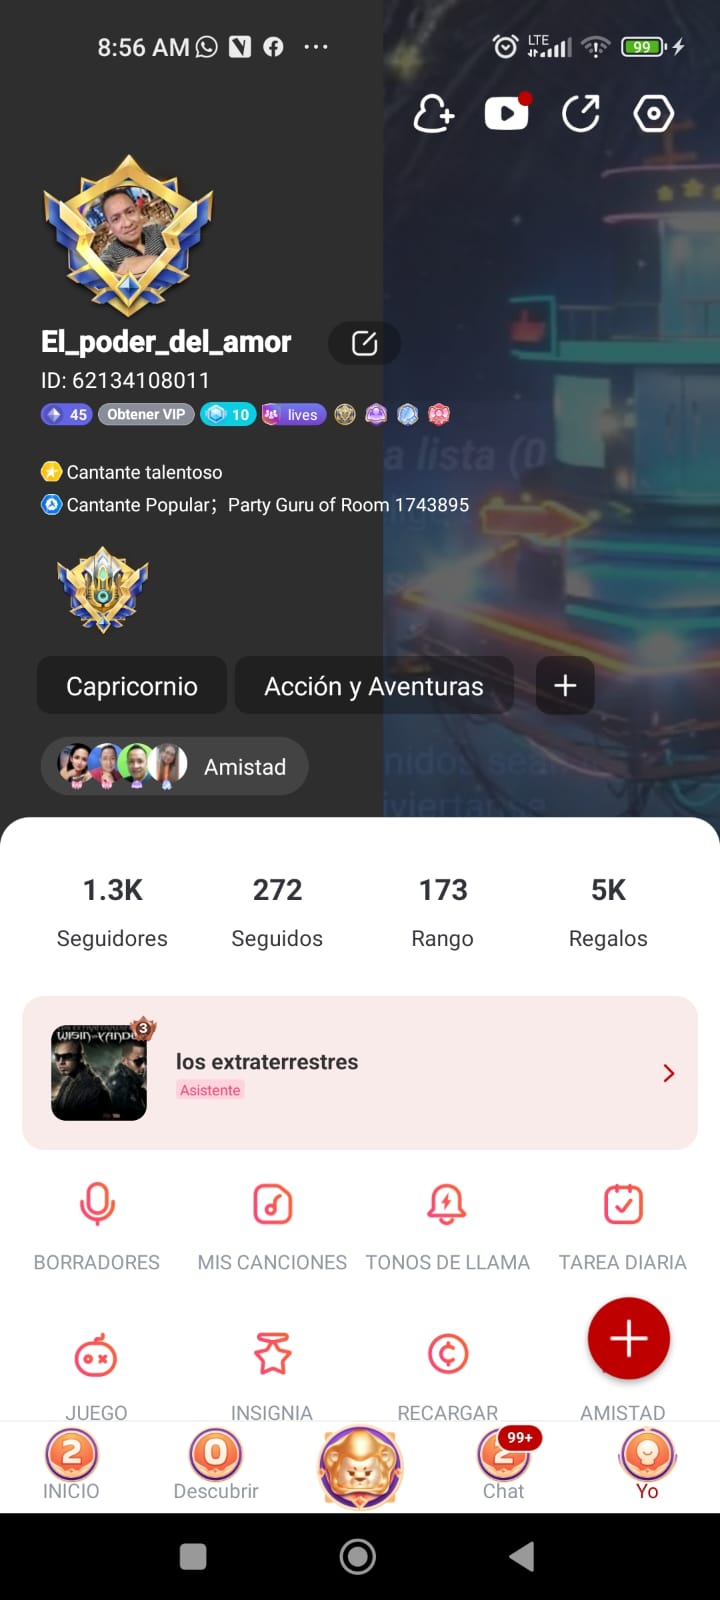 8:56 AM
LTE
99
El_poder_del_amor
ID: 62134108011
45 Obtener VIP 10 lives
a lista (0
Cantante talentoso
Cantante Popular; Party Guru of Room 1743895
Capricornio Acción y Aventuras +
Amistad
1.3K 272 173 5K
Seguidores Seguidos Rango Regalos
WISIN YANDEL
3
los extraterrestres
Asistente
BORRADORES MIS CANCIONES TONOS DE LLAMA TAREA DIARIA
JUEGO INSIGNIA RECARGAR AMISTAD
2 0 2 99+
INICIO Descubrir Chat Yo